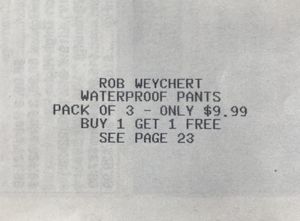 ROB WEYCHERT
WATERPROOF PANTS
PACK OF 3 - ONLY $9.99
BUY 1 GET 1 FREE
SEE PAGE 23